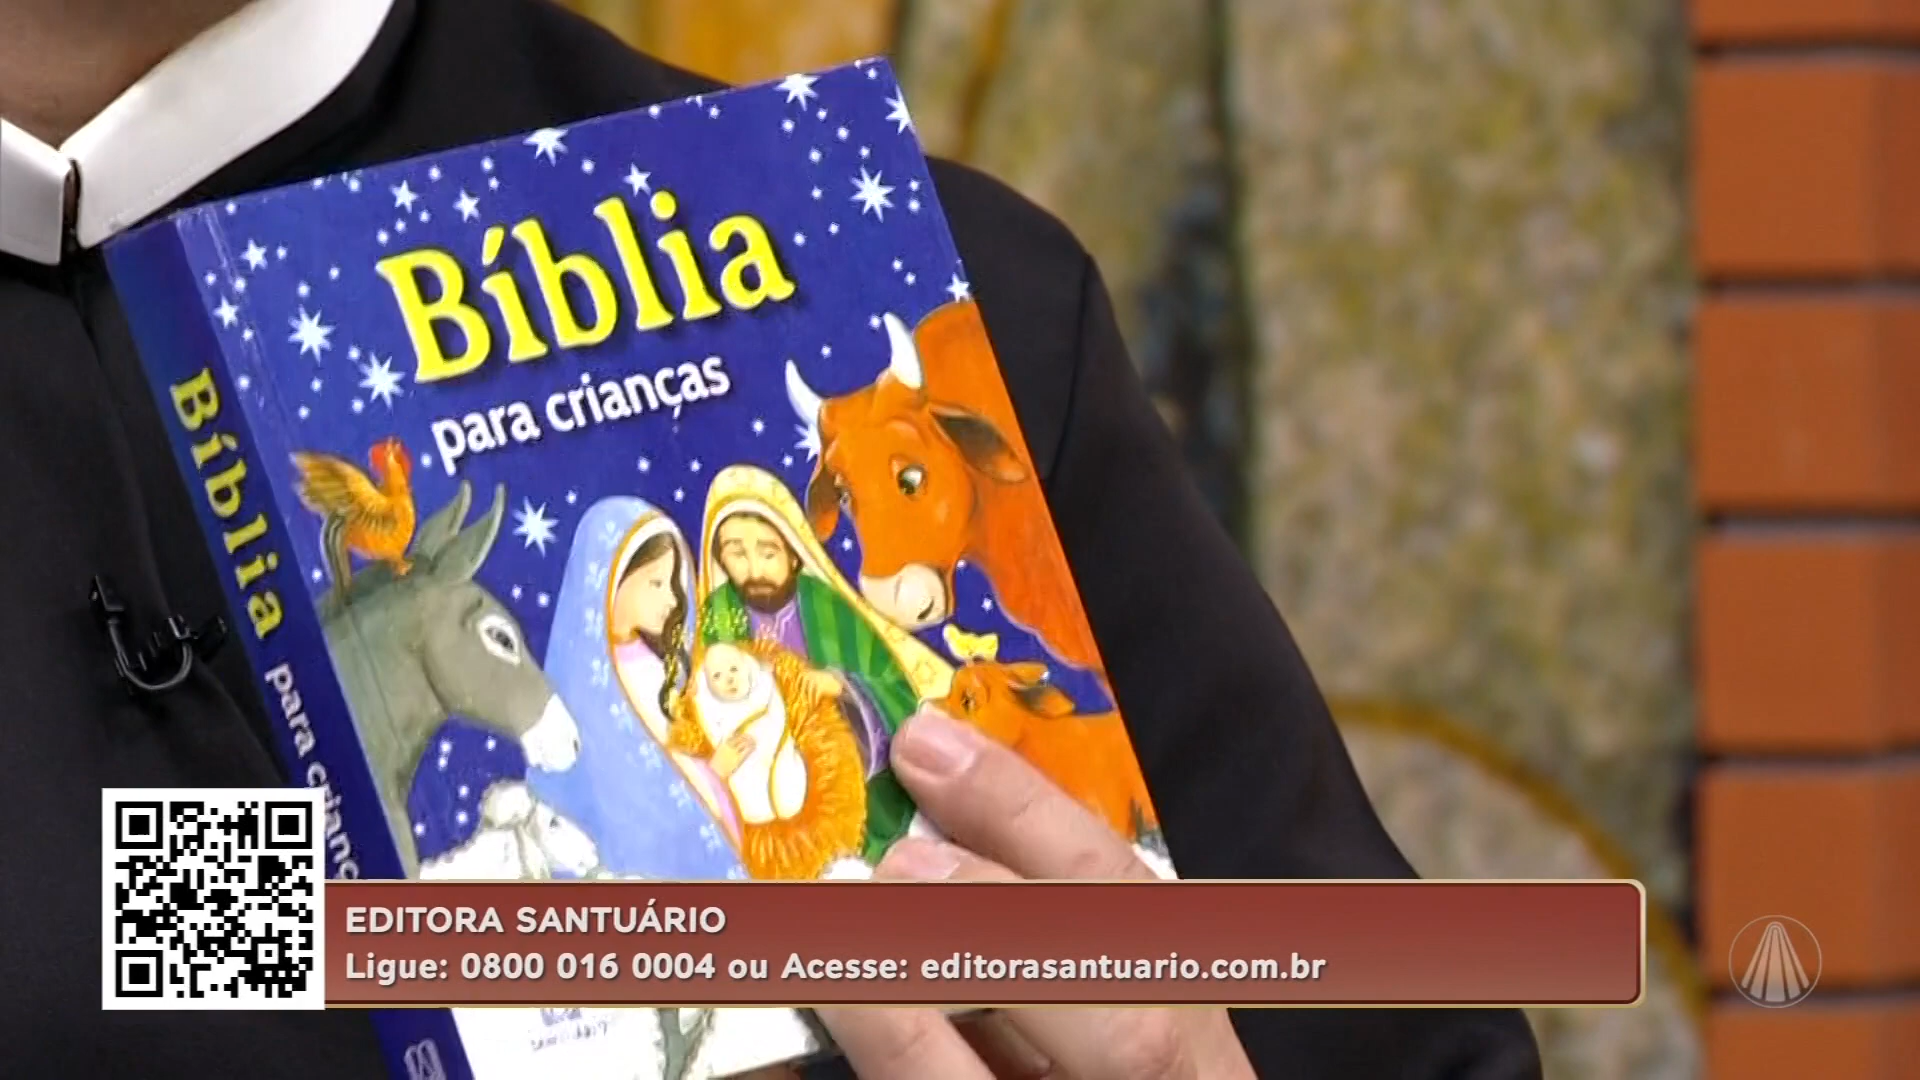 Bíblia
para crianças
Bíblia para crianç
EDITORA SANTUÁRIO
Ligue: 0800 016 0004 ou Acesse: editorasantuario.com.br